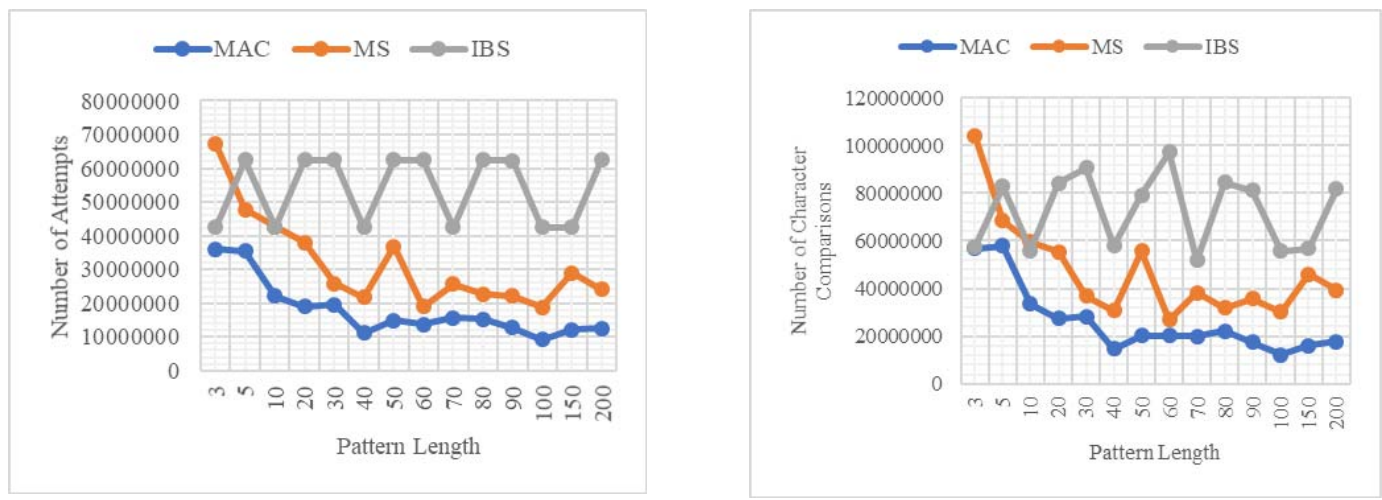 MAC MS IBS
80000000
70000000
60000000
50000000
40000000
30000000
20000000
10000000
0
Number of Attempts
3 5 10 20 30 40 50 60 70 80 90 100 150 200
Pattern Length
MAC MS IBS
120000000
100000000
80000000
60000000
40000000
20000000
0
Number of Character
Comparisons
3 5 10 20 30 40 50 60 70 80 90 100 150 200
Pattern Length